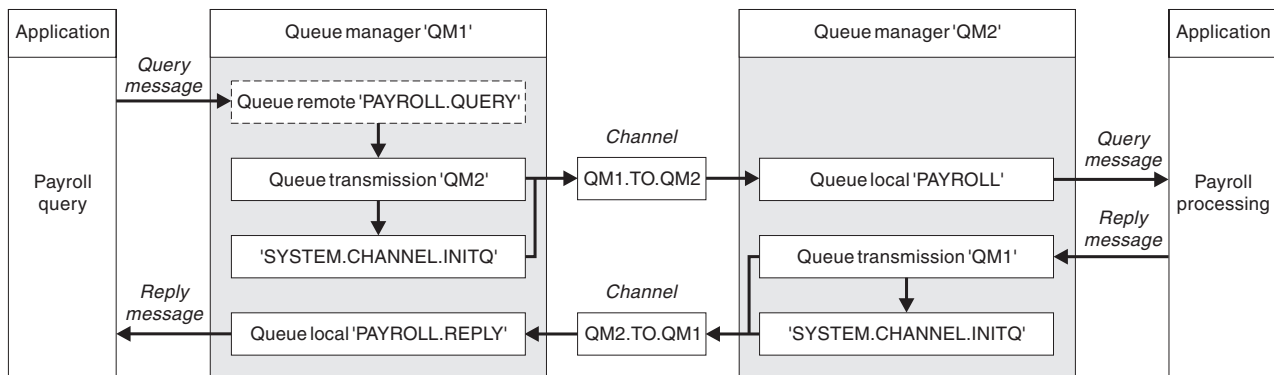 Application
Queue manager 'QM1'
Queue manager 'QM2'
Application
Query
message
Queue remote 'PAYROLL.QUERY'
Channel
Query
message
Payroll
query
Queue transmission 'QM2'
QM1.TO.QM2
Queue local 'PAYROLL'
Payroll
processing
Reply
message
'SYSTEM.CHANNEL.INITQ'
Queue transmission 'QM1'
Reply
message
Channel
Queue local 'PAYROLL.REPLY'
QM2.TO.QM1
'SYSTEM.CHANNEL.INITQ'